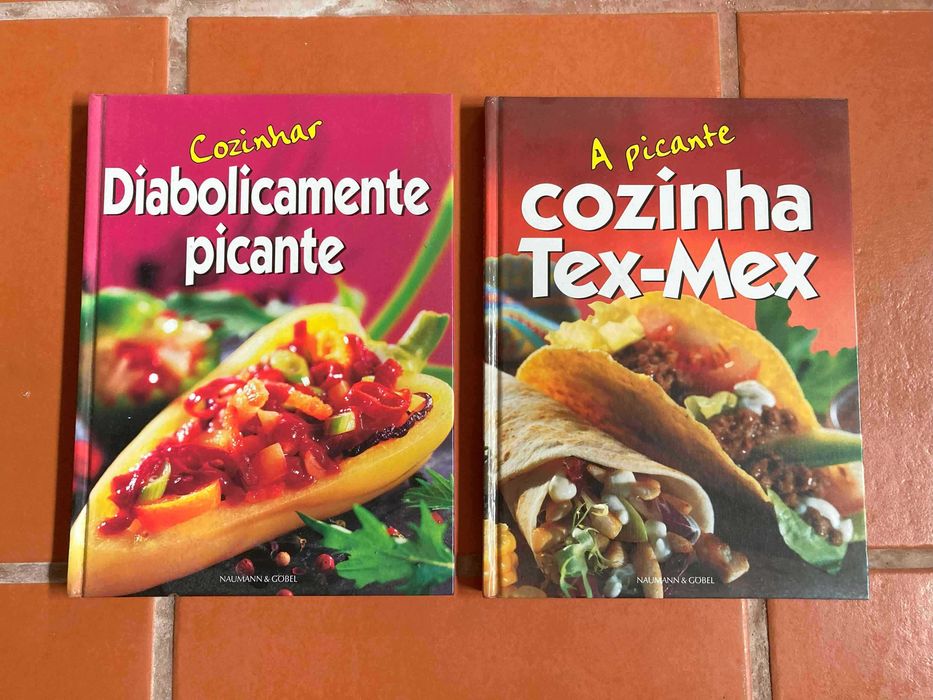 Cozinhar
Diabolicamente
picante
NAUMANN & GÖBEL
A picante
cozinha
Tex-Mex
NAUMANN & GÖBEL